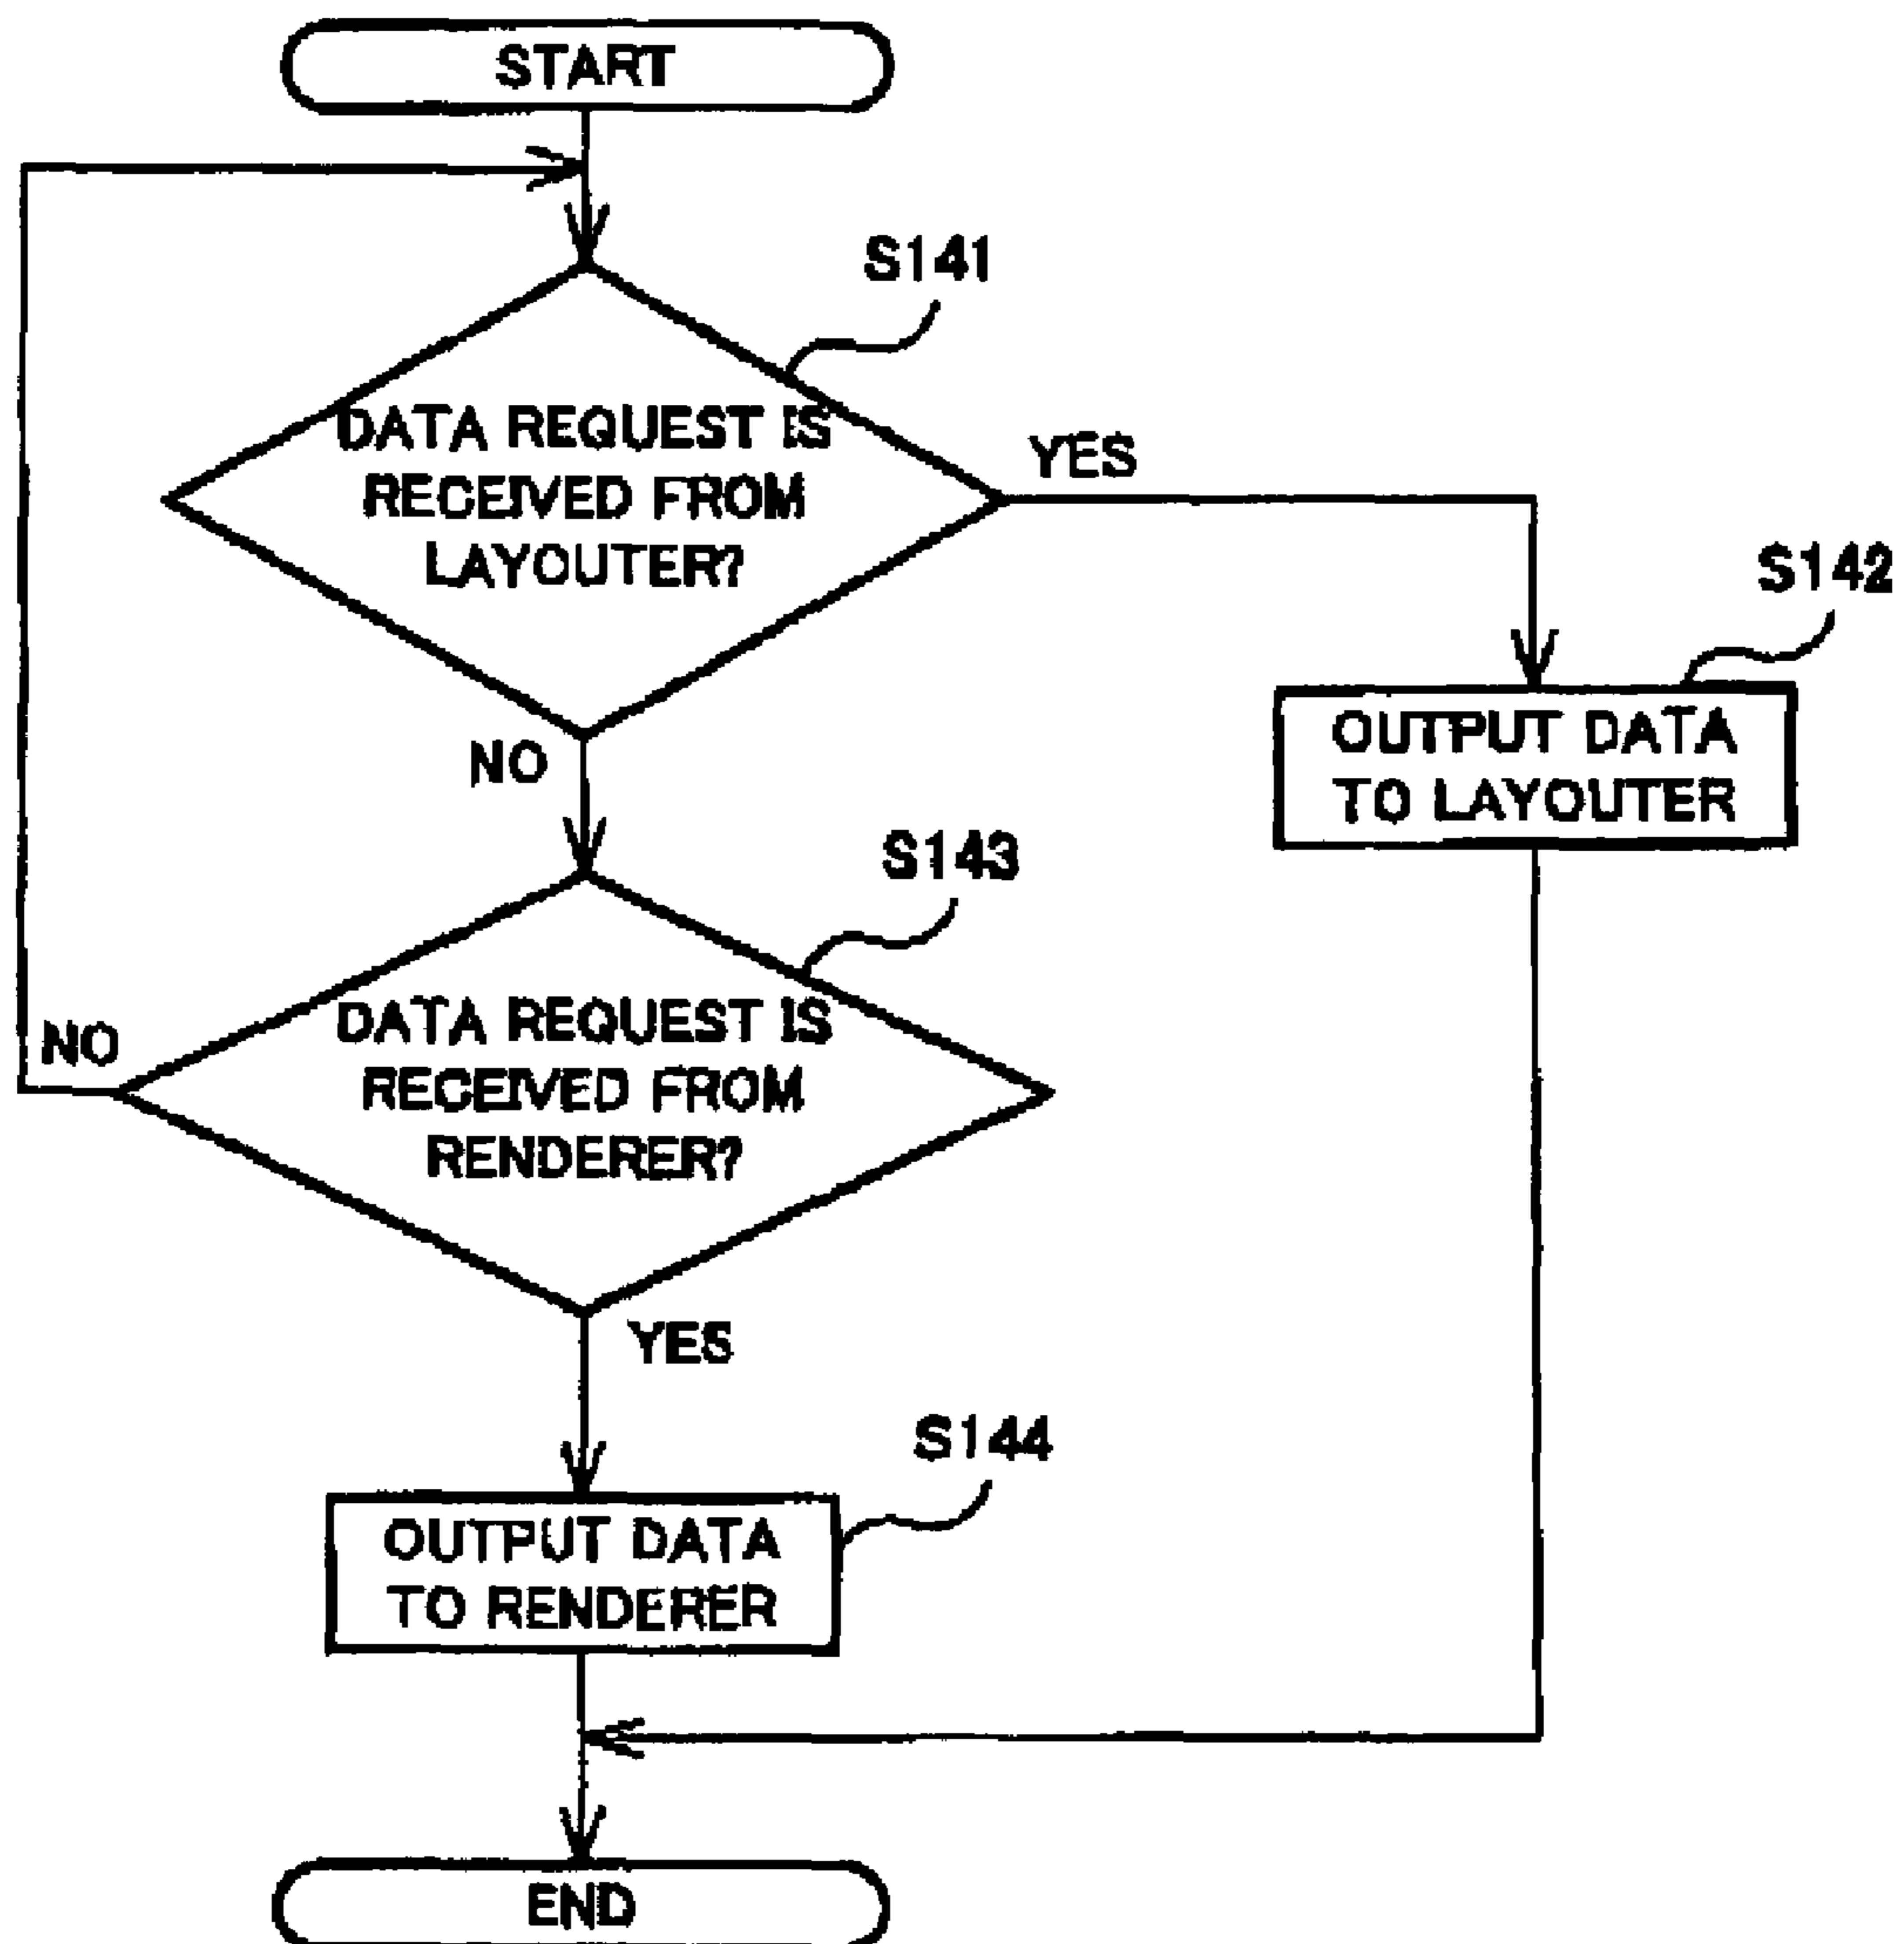 START
S141
DATA REQUEST IS
RECEIVED FROM
LAYOUTER?
YES
S142
OUTPUT DATA
TO LAYOUTER
NO
S143
DATA REQUEST IS
RECEIVED FROM
RENDERER?
NO
YES
S144
OUTPUT DATA
TO RENDERER
END